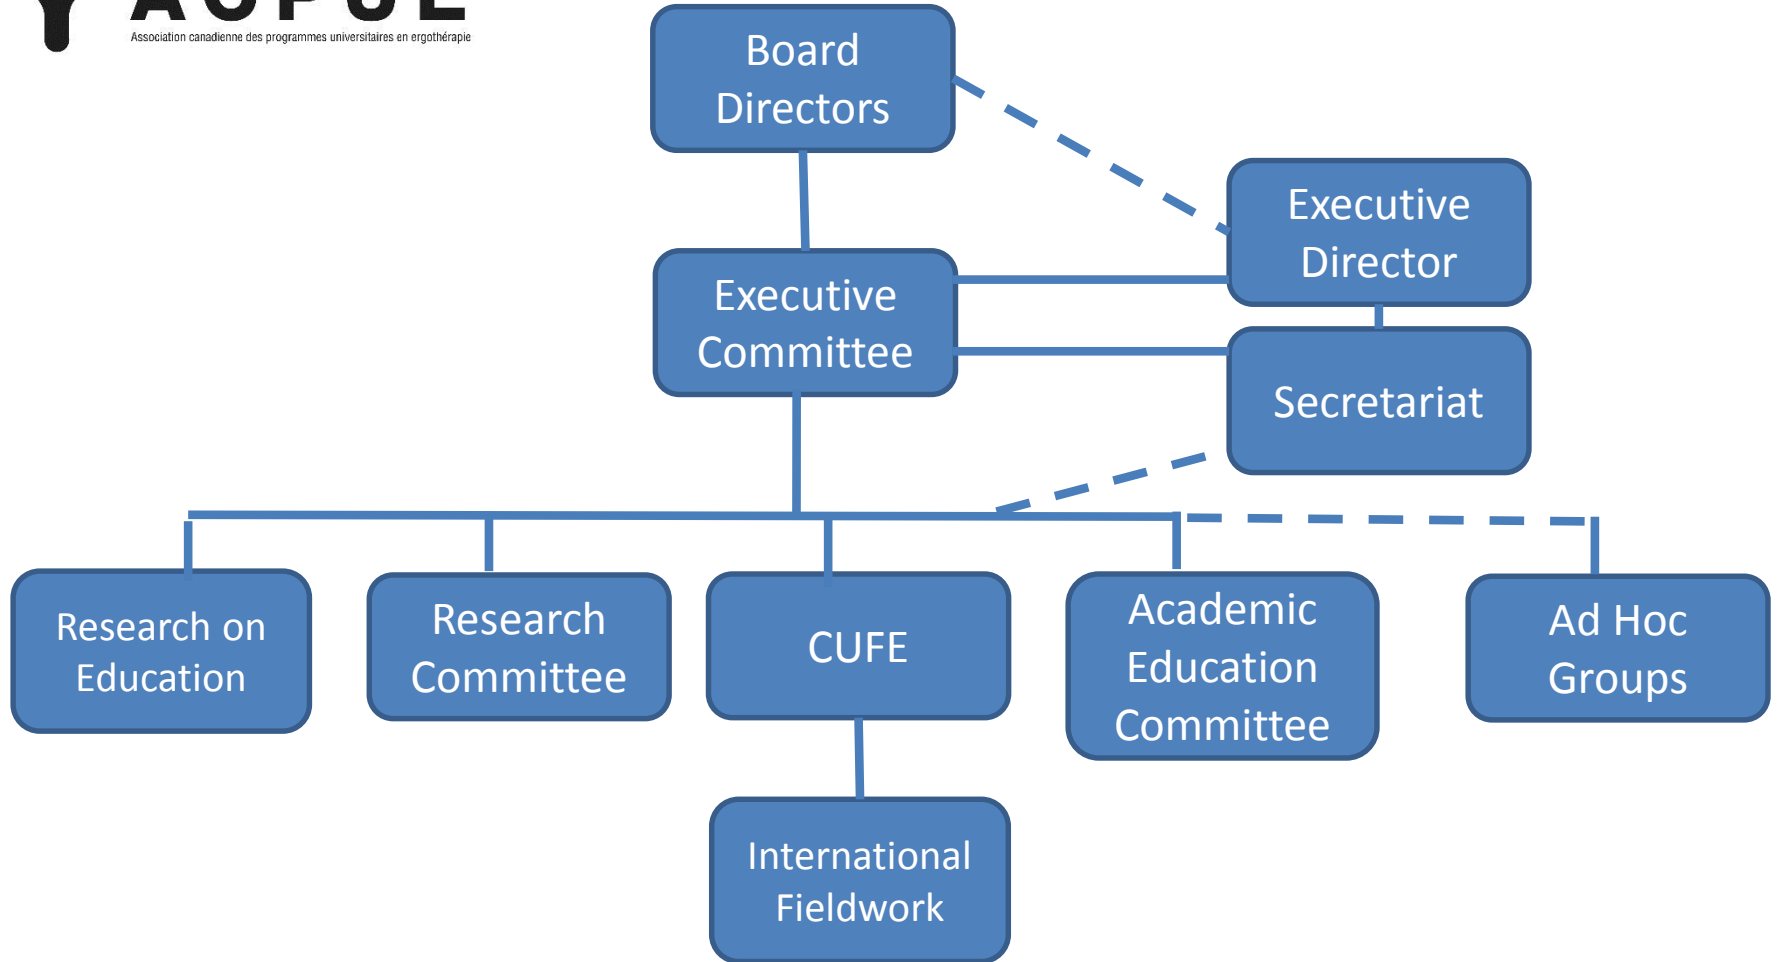 ACPUE
Association canadienne des programmes universitaires en ergothérapie
Board
Directors
Executive
Director
Executive
Committee
Secretariat
Research on
Education
Research
Committee
CUFE
Academic
Education
Committee
Ad Hoc
Groups
International
Fieldwork